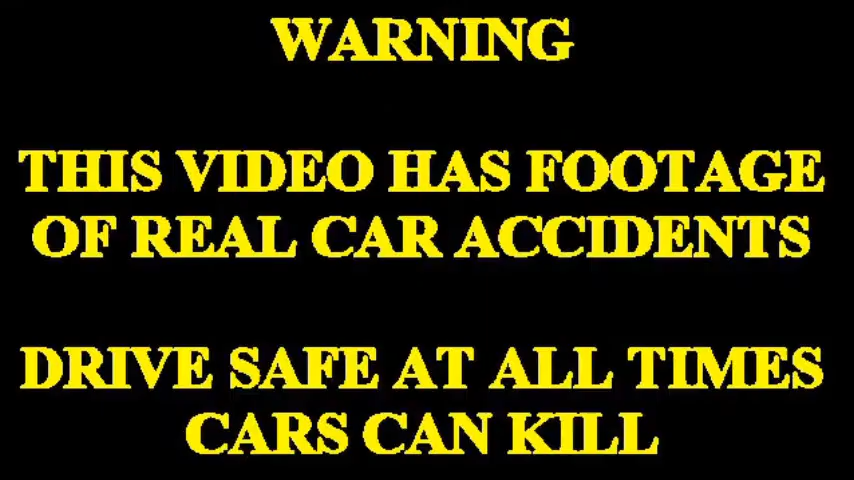 WARNING
THIS VIDEO HAS FOOTAGE
OF REAL CAR ACCIDENTS
DRIVE SAFE AT ALL TIMES
CARS CAN KILL